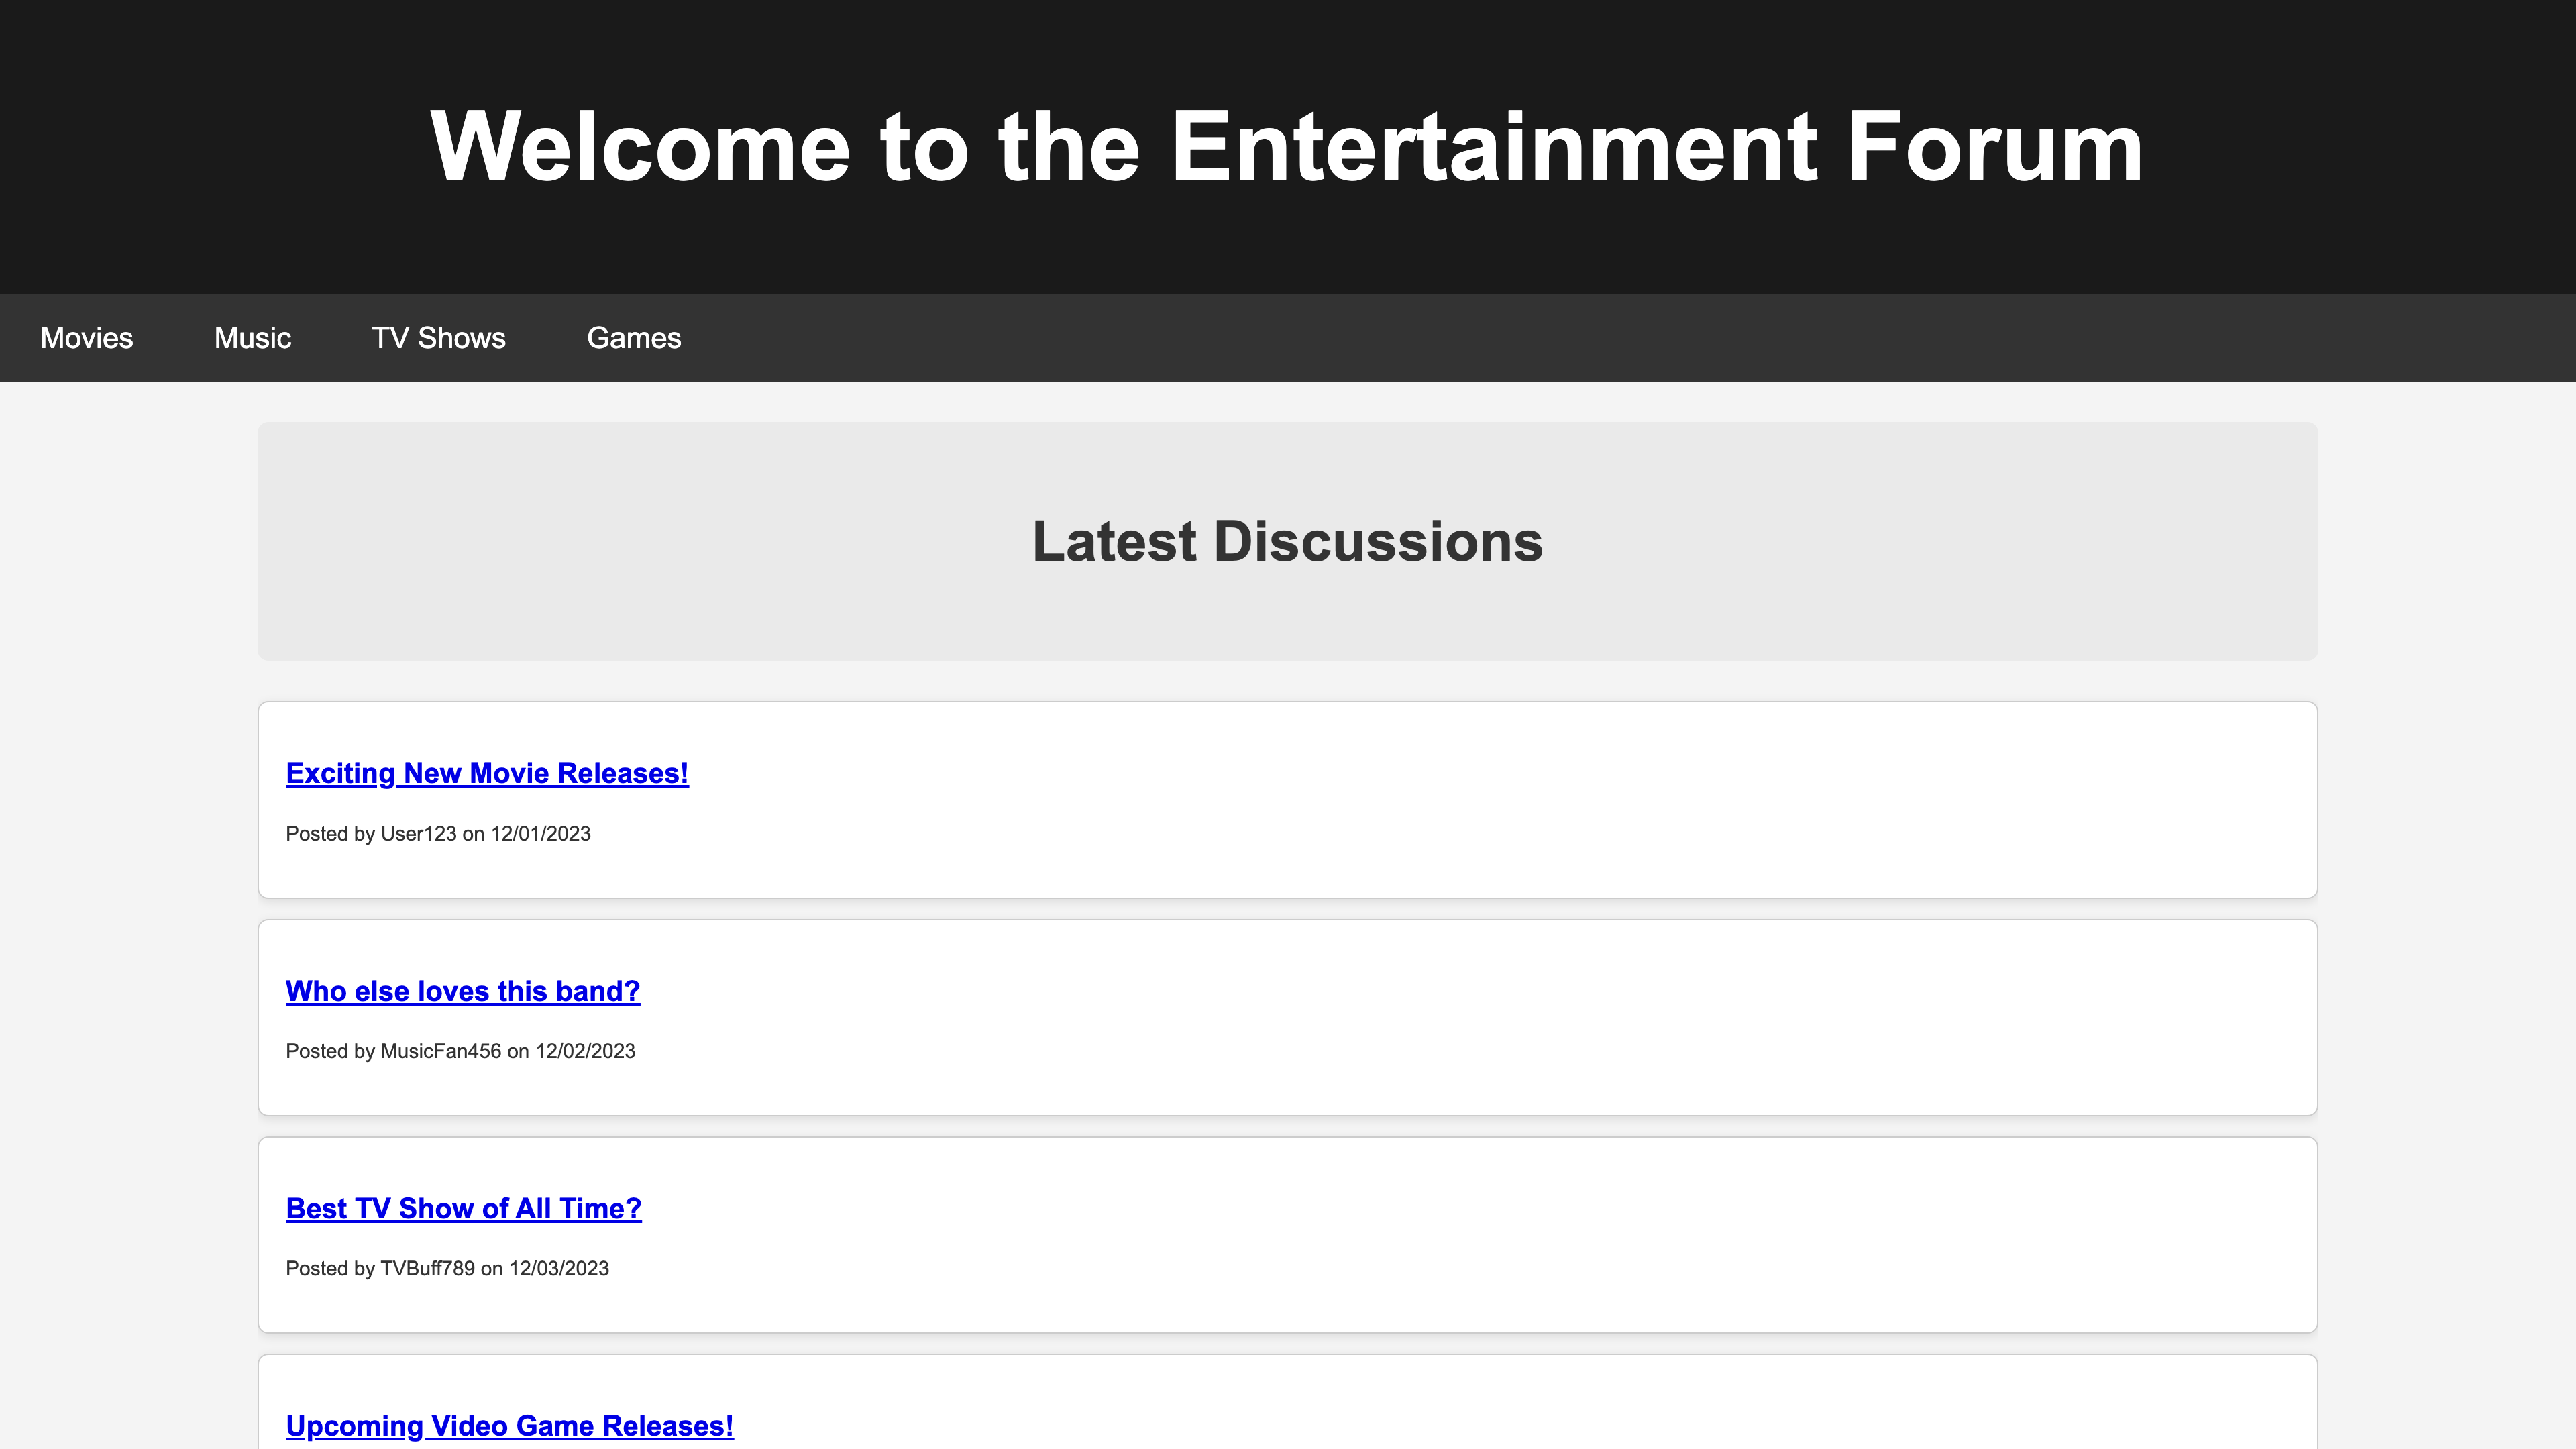 Welcome to the Entertainment Forum
Movies Music TV Shows Games
Latest Discussions
Exciting New Movie Releases!
Posted by User123 on 12/01/2023
Who else loves this band?
Posted by MusicFan456 on 12/02/2023
Best TV Show of All Time?
Posted by TVBuff789 on 12/03/2023
Upcoming Video Game Releases!